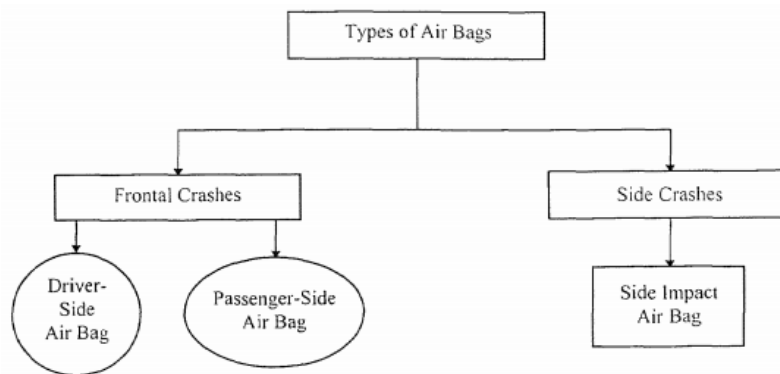 Types of Air Bags
Frontal Crashes
Side Crashes
Driver-
Side
Air Bag
Passenger-Side
Air Bag
Side Impact
Air Bag